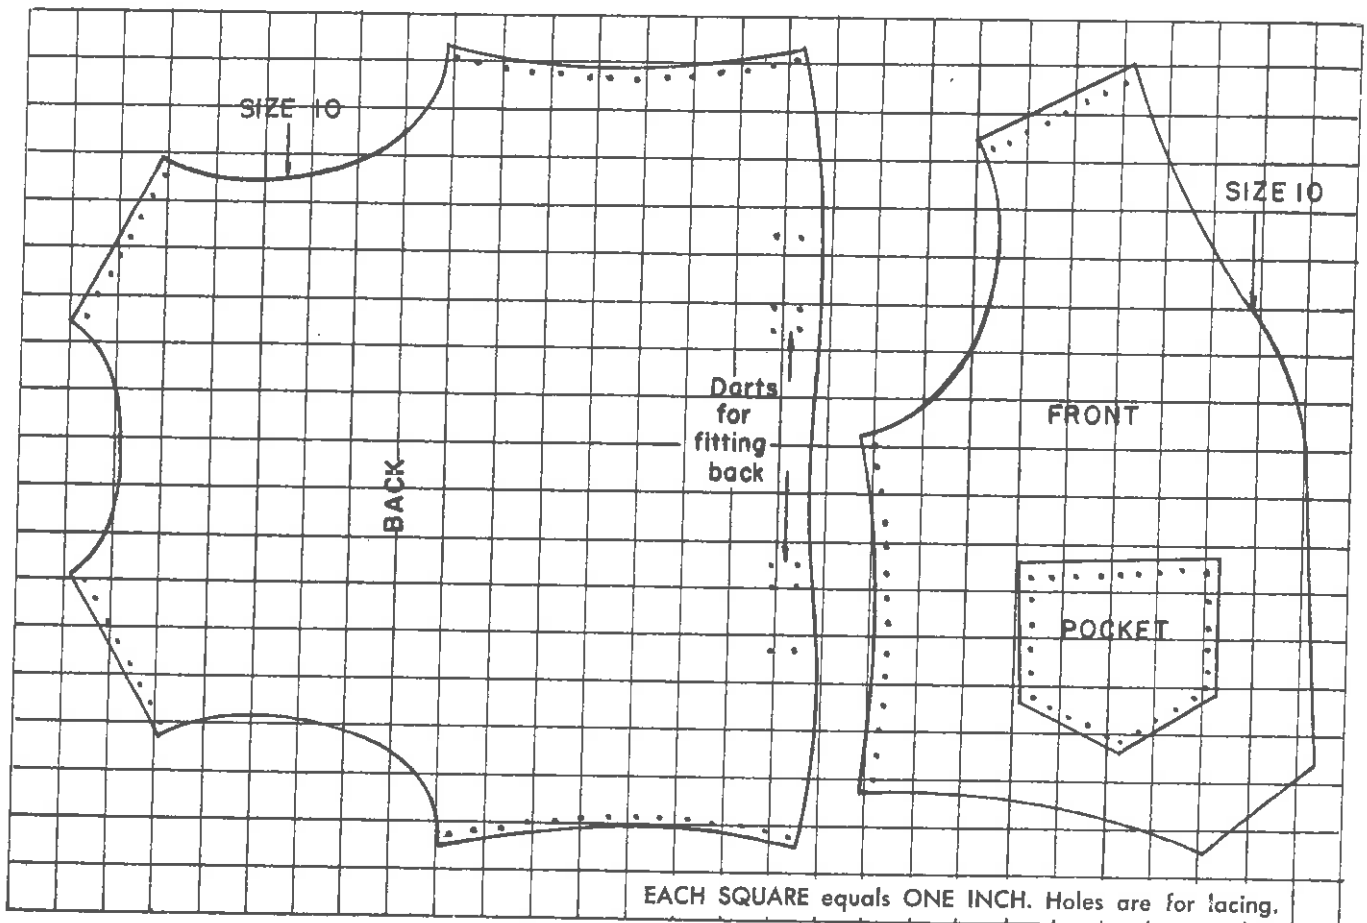 SIZE 10
SIZE 10
Darts
for
fitting
back
FRONT
BACK
POCKET
EACH SQUARE equals ONE INCH. Holes are for lacing,